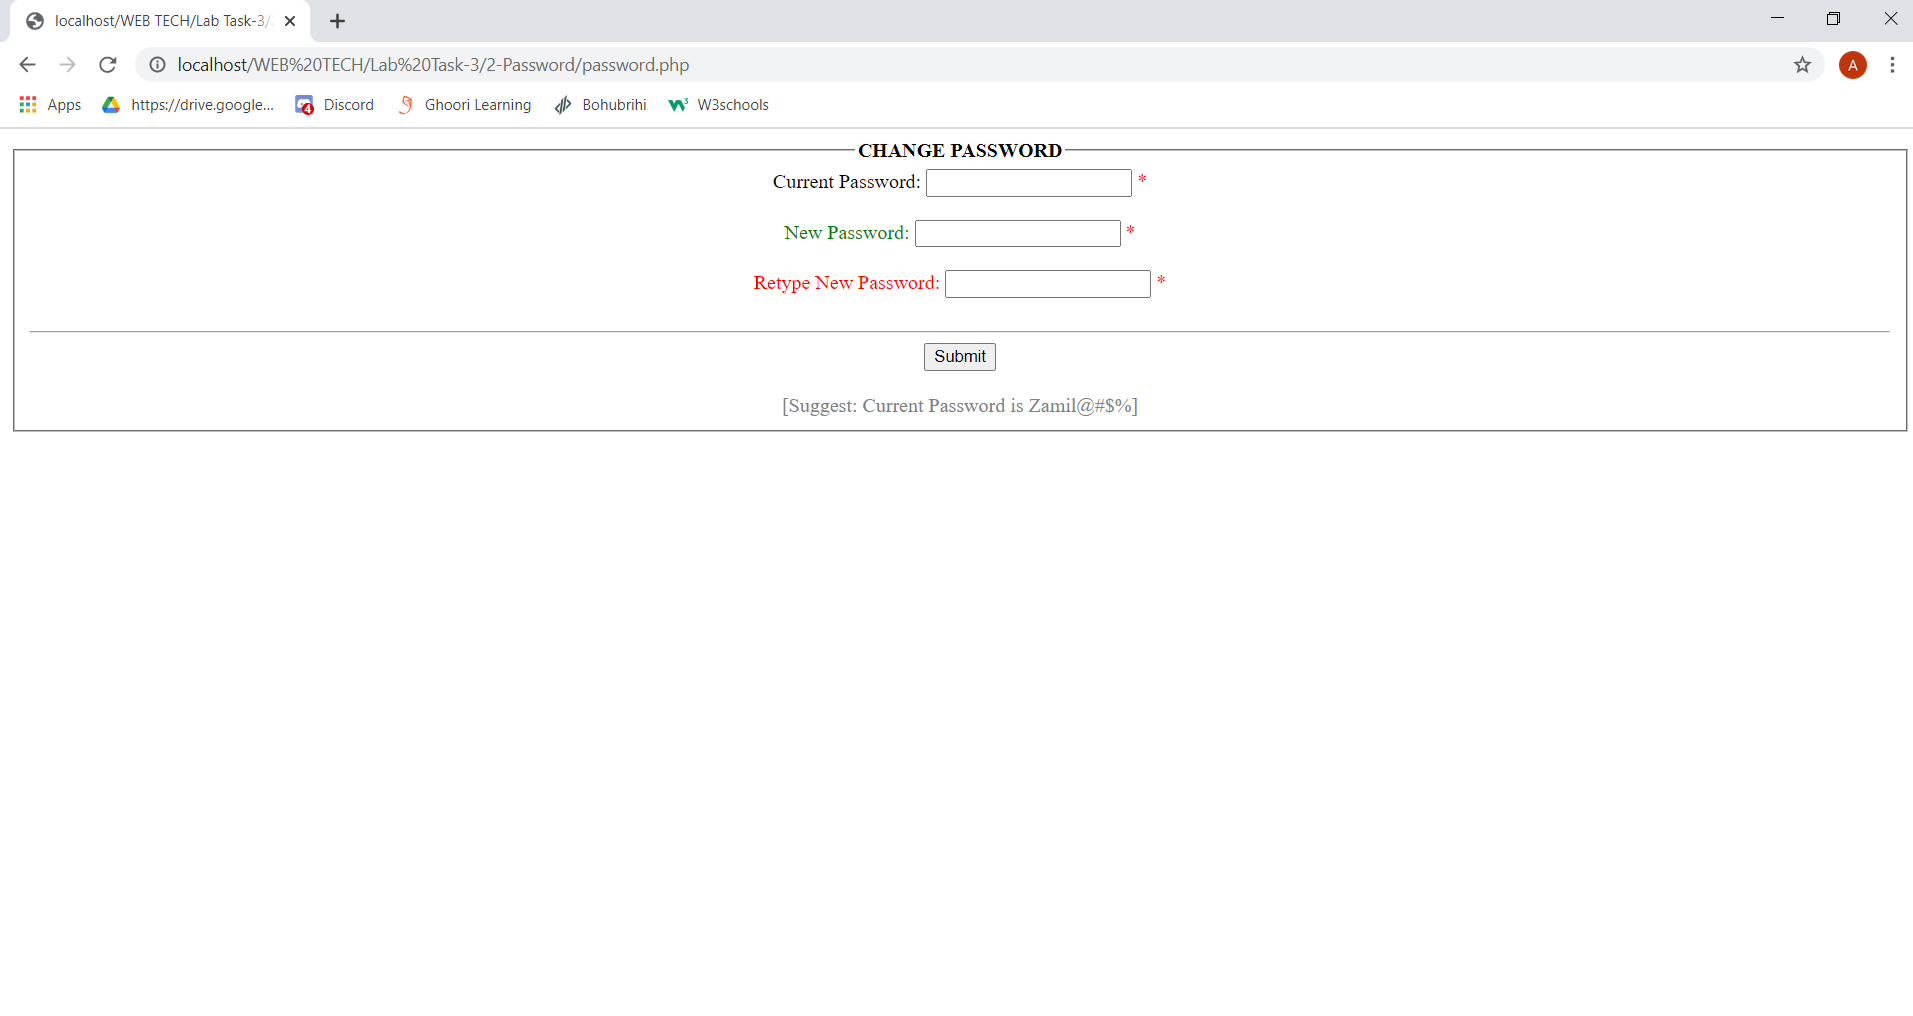 localhost/WEB TECH/Lab Task-3/
localhost/WEB%20TECH/Lab%20Task-3/2-Password/password.php
A
Apps https://drive.google... 4 Discord Ghoori Learning Bohubrihi W3schools
CHANGE PASSWORD
Current Password: *
New Password: *
Retype New Password: *
Submit
[Suggest: Current Password is Zamil@#$%]